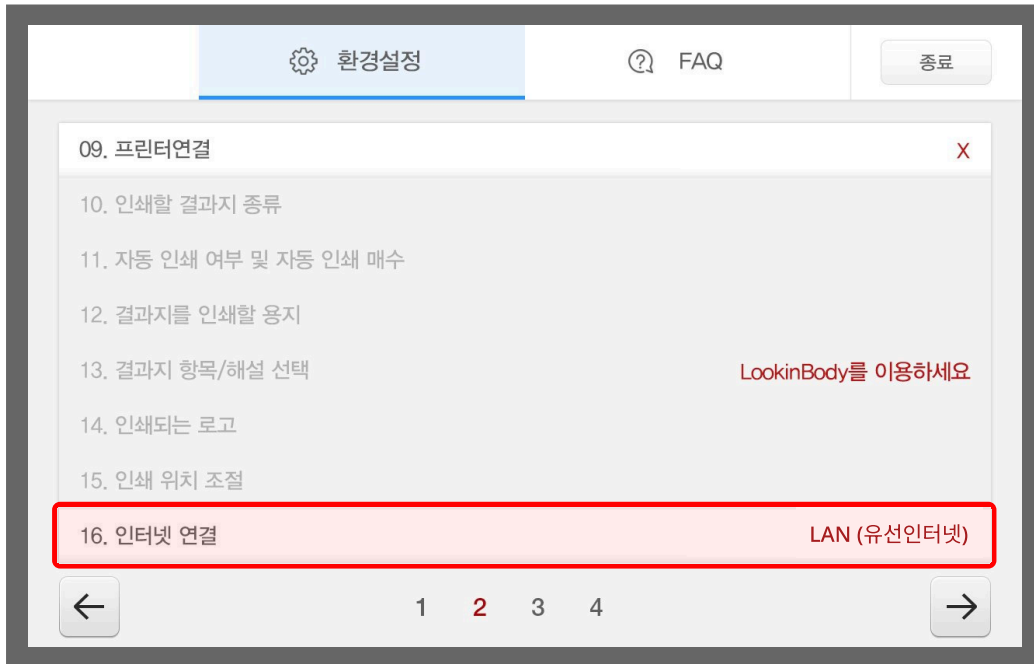 환경설정
FAQ
종료
09. 프린터연결 X
10. 인쇄할 결과지 종류
11. 자동 인쇄 여부 및 자동 인쇄 매수
12. 결과지를 인쇄할 용지
13. 결과지 항목/해설 선택 LookinBody를 이용하세요
14. 인쇄되는 로고
15. 인쇄 위치 조절
16. 인터넷 연결 LAN (유선인터넷)
1 2 3 4